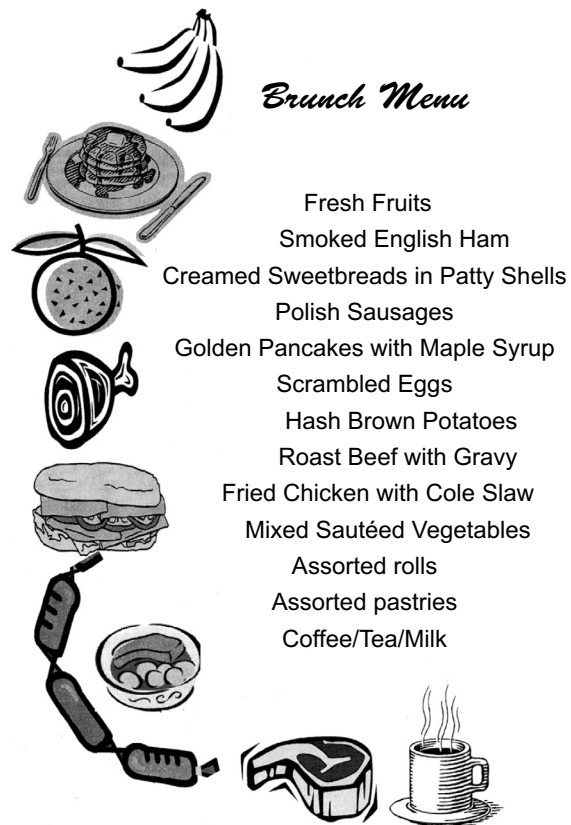 Brunch Menu
Fresh Fruits
Smoked English Ham
Creamed Sweetbreads in Patty Shells
Polish Sausages
Golden Pancakes with Maple Syrup
Scrambled Eggs
Hash Brown Potatoes
Roast Beef with Gravy
Fried Chicken with Cole Slaw
Mixed Sautéed Vegetables
Assorted rolls
Assorted pastries
Coffee/Tea/Milk